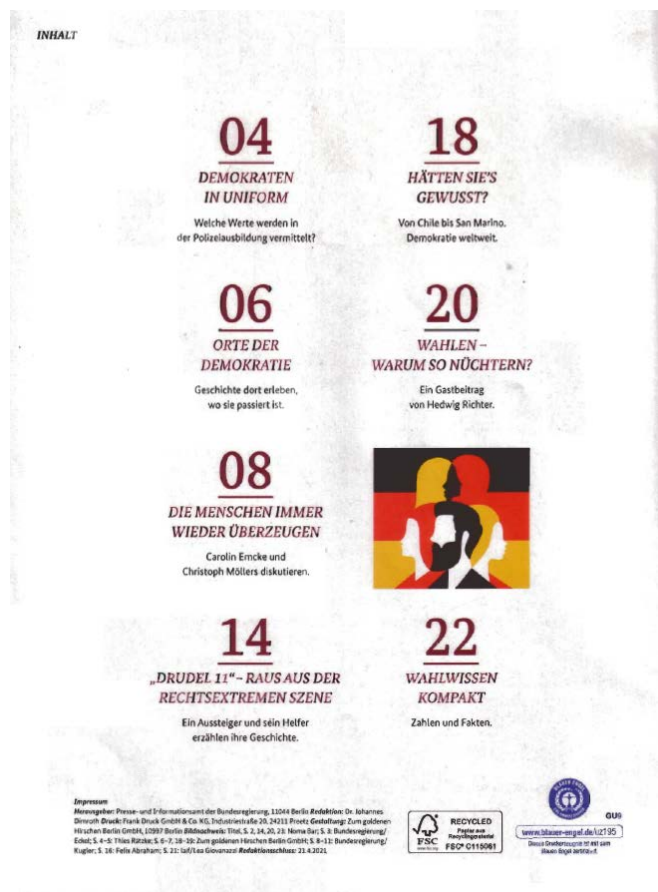 INHALT
04
DEMOKRATEN
IN UNIFORM
Welche Werte werden in
der Polizeiausbildung vermittelt?
06
ORTE DER
DEMOKRATIE
Geschichte dort erleben,
wo sie passiert ist.
08
DIE MENSCHEN IMMER
WIEDER ÜBERZEUGEN
Carolin Emcke und
Christoph Möllers diskutieren.
14
„DRUDEL 11“– RAUS AUS DER
RECHTSEXTREMEN SZENE
Ein Aussteiger und sein Helfer
erzählen ihre Geschichte.
18
HÄTTEN SIE'S
GEWUSST?
Von Chile bis San Marino.
Demokratie weltweit.
20
WAHLEN –
WARUM SO NÜCHTERN?
Ein Gastbeitrag
von Hedwig Richter.
22
WAHLWISSEN
KOMPAKT
Zahlen und Fakten.
Impressum
Herausgeber: Presse- und Informationsamt der Bundesregierung, 11044 Berlin Redaktion: Dr. Johannes
Dimroth Druck: Frank Druck GmbH & Co. KG, Industriestraße 20, 24211 Preetz Gestaltung: Zum goldenen
Hirschen Berlin GmbH, 10997 Berlin Bildnachweis: Titel, S. 2, 14, 20, 23: Noma Bar; S. 3: Bundesregierung/
S. 4–5: Thies Rätzke; S. 6–7, 18–19: Zum goldenen Hirschen Berlin GmbH; S. 8–11: Bundesregierung/
Kugler; S. 16: Felix Abraham; S. 21: Giovanazzi Redaktionsschluss: 21.4.2021
FSC
RECYCLED
Papier aus
Recyclingmaterial
FSC® C115061
BLAUER ENGEL
GU9
www.blauer-engel.de/uz195